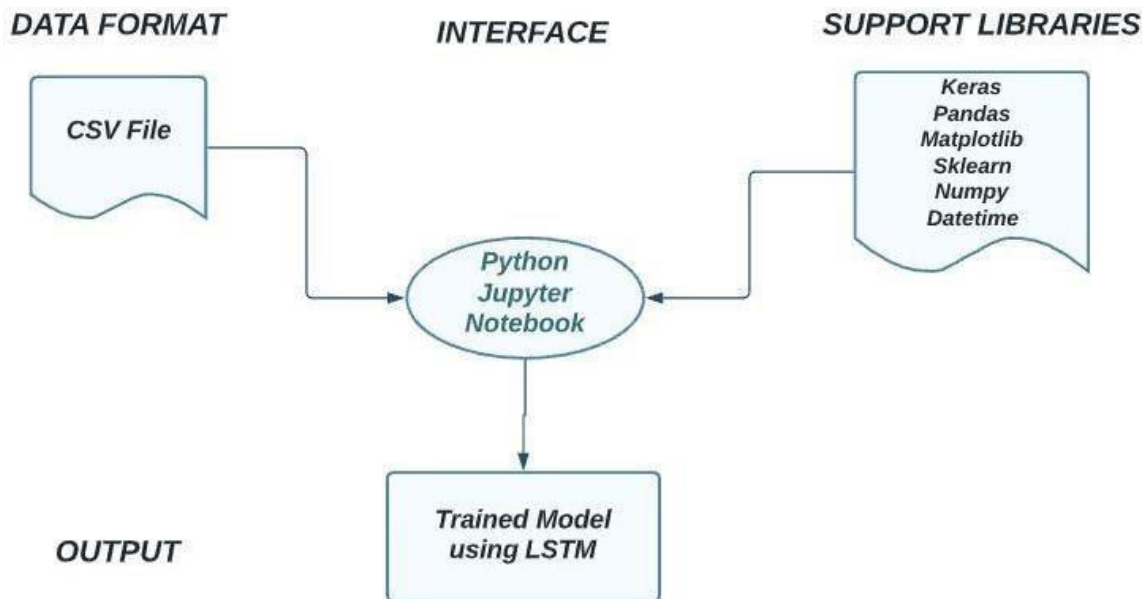 DATA FORMAT
INTERFACE
SUPPORT LIBRARIES
CSV File
Keras
Pandas
Matplotlib
Sklearn
Numpy
Datetime
Python
Jupyter
Notebook
Trained Model
using LSTM
OUTPUT